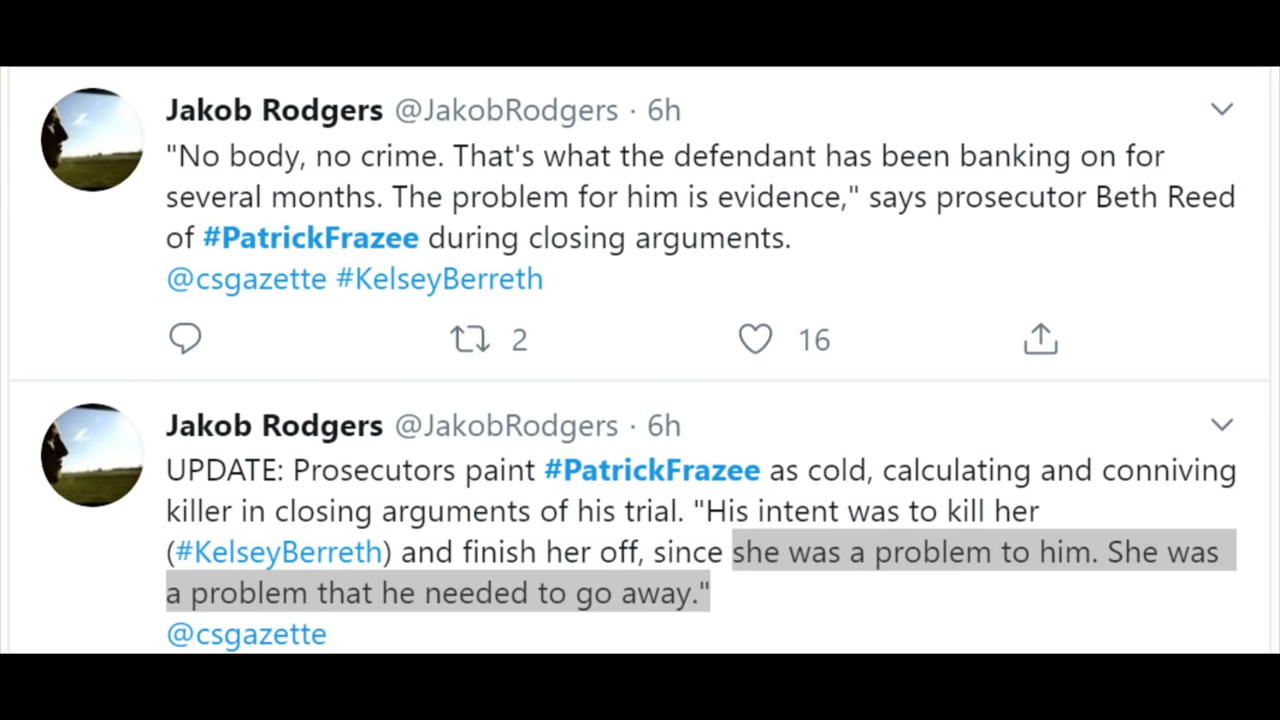 Jakob Rodgers @JakobRodgers · 6h
"No body, no crime. That's what the defendant has been banking on for
several months. The problem for him is evidence," says prosecutor Beth Reed
of #PatrickFrazee during closing arguments.
@csgazette #KelseyBerreth
2 16
Jakob Rodgers @JakobRodgers · 6h
UPDATE: Prosecutors paint #PatrickFrazee as cold, calculating and conniving
killer in closing arguments of his trial. "His intent was to kill her
(#KelseyBerreth) and finish her off, since she was a problem to him. She was
a problem that he needed to go away."
@csgazette